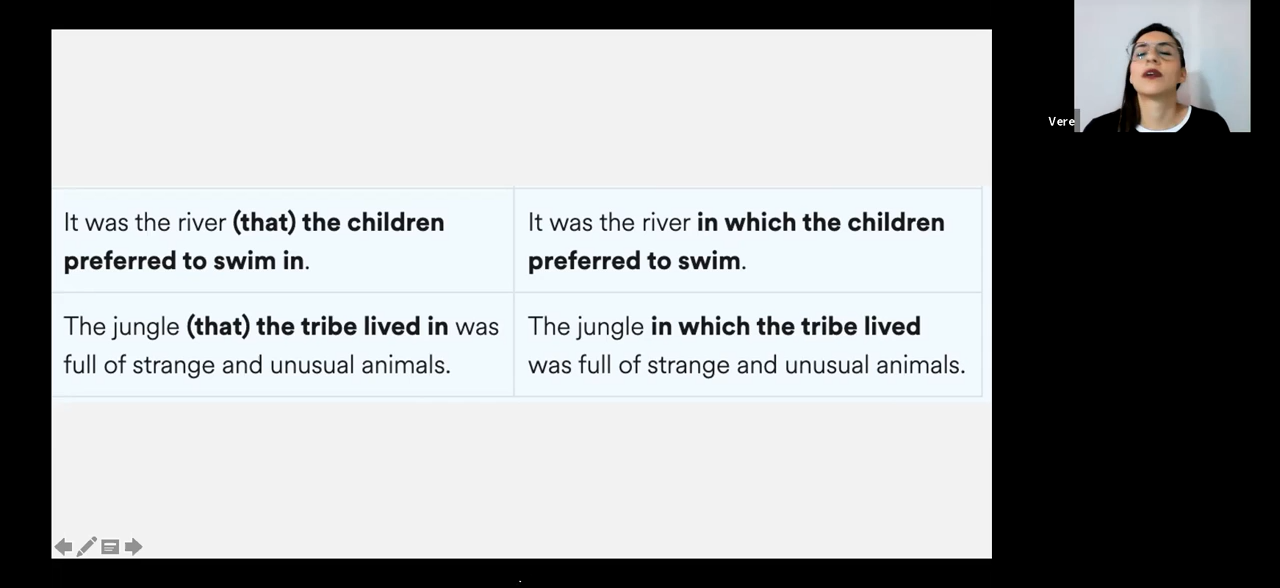 It was the river (that) the children
preferred to swim in.
It was the river in which the children
preferred to swim.
The jungle (that) the tribe lived in was
full of strange and unusual animals.
The jungle in which the tribe lived
was full of strange and unusual animals.
Vere